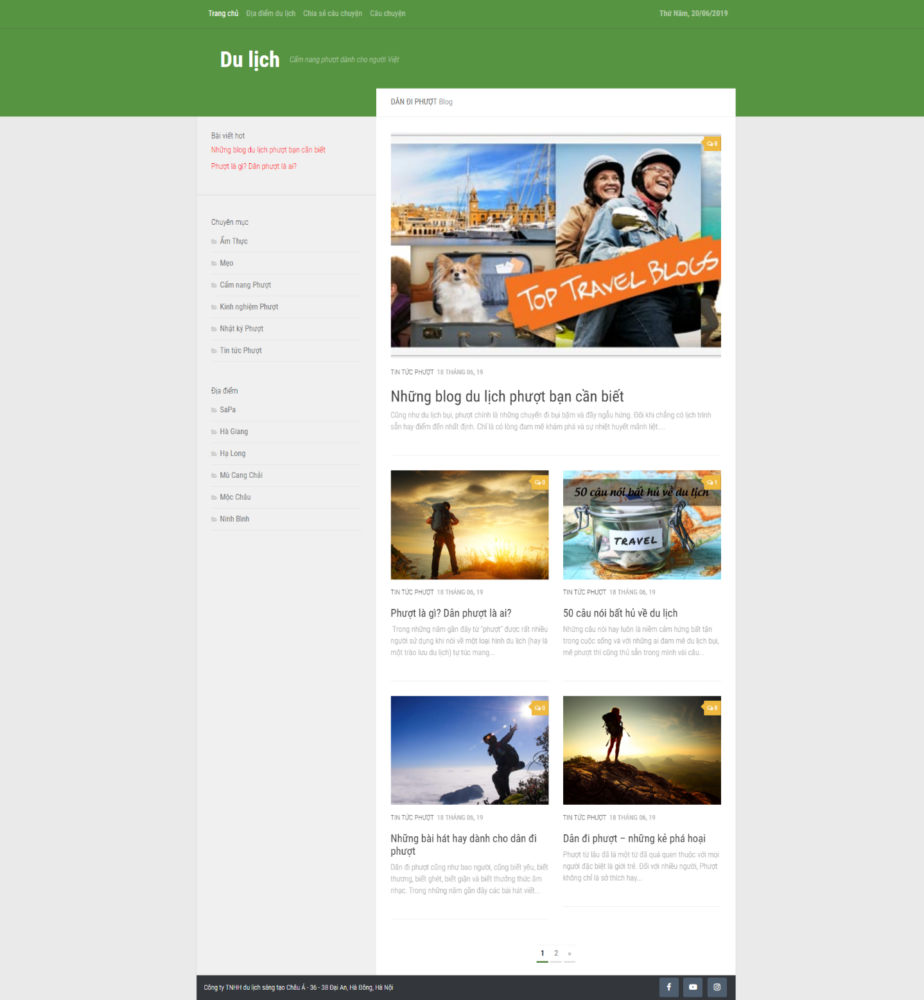 Trang chủ Địa điểm du lịch Chia sẻ câu chuyện Câu chuyện
Thứ Năm, 20/06/2019
Du lịch
Cẩm nang phượt dành cho người Việt
DÂN ĐI PHƯỢT Blog
Bài viết hot
Những blog du lịch phượt bạn cần biết
Phượt là gì? Dân phượt là ai?
Chuyên mục
Ẩm Thực
Mẹo
Cẩm nang Phượt
Kinh nghiệm Phượt
Nhật ký Phượt
Tin tức Phượt
Địa điểm
SaPa
Hà Giang
Hạ Long
Mù Cang Chải
Mộc Châu
Ninh Bình
0
TOP TRAVEL BLOGS
TIN TỨC PHƯỢT 18 THÁNG 06, 19
Những blog du lịch phượt bạn cần biết
Cũng như du lịch bụi, phượt chính là những chuyến đi bụi bặm và đầy ngẫu hứng. Đôi khi chẳng có lịch trình
sẵn hay điểm đến nhất định. Chỉ là có lòng đam mê khám phá và sự nhiệt huyết mãnh liệt....
0
TIN TỨC PHƯỢT 18 THÁNG 06, 19
Phượt là gì? Dân phượt là ai?
Trong những năm gần đây từ “phượt” được rất nhiều
người sử dụng khi nói về một loại hình du lịch (hay là
một trào lưu du lịch) tự túc mang...
1
50 câu nói bất hủ về du lịch
TRAVEL
TIN TỨC PHƯỢT 18 THÁNG 06, 19
50 câu nói bất hủ về du lịch
Những câu nói hay luôn là niềm cảm hứng bất tận
trong cuộc sống và với những ai đam mê du lịch bụi,
mê phượt thì cũng thủ sẵn trong mình vài câu...
0
TIN TỨC PHƯỢT 18 THÁNG 06, 19
Những bài hát hay dành cho dân đi
phượt
Dân đi phượt cũng như bao người, cũng biết yêu, biết
thương, biết ghét, biết giận và biết thưởng thức âm
nhạc. Trong những năm gần đây các bài hát viết...
0
TIN TỨC PHƯỢT 18 THÁNG 06, 19
Dân đi phượt – những kẻ phá hoại
Phượt từ lâu đã là một từ đã quá quen thuộc với mọi
người đặc biệt là giới trẻ. Đối với nhiều người, Phượt
không chỉ là sở thích hay...
1 2 »
Công ty TNHH du lịch sáng tạo Châu Á - 36 - 38 Đại An, Hà Đông, Hà Nội